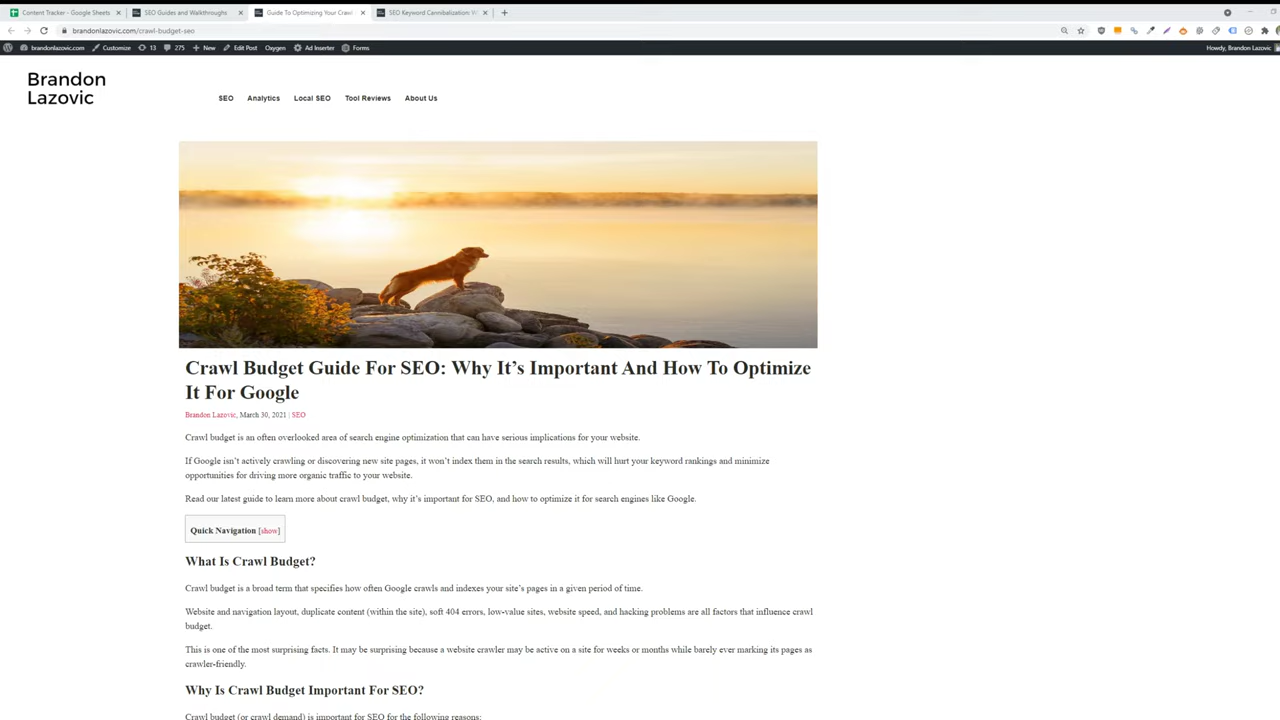 Content Tracker - Google Sheets
SEO Guides and Walkthroughs
Guide To Optimizing Your Crawl
SEO Keyword Cannibalization: W
brandonlazovic.com/crawl-budget-seo
brandonlazovic.com
Customize
13
275
New
Edit Post
Oxygen
Ad Inserter
Forms
Howdy, Brandon Lazovic
Brandon
Lazovic
SEO
Analytics
Local SEO
Tool Reviews
About Us
Crawl Budget Guide For SEO: Why It's Important And How To Optimize
It For Google
Brandon Lazovic, March 30, 2021 | SEO
Crawl budget is an often overlooked area of search engine optimization that can have serious implications for your website.
If Google isn't actively crawling or discovering new site pages, it won't index them in the search results, which will hurt your keyword rankings and minimize
opportunities for driving more organic traffic to your website.
Read our latest guide to learn more about crawl budget, why it's important for SEO, and how to optimize it for search engines like Google.
Quick Navigation [show]
What Is Crawl Budget?
Crawl budget is a broad term that specifies how often Google crawls and indexes your site's pages in a given period of time.
Website and navigation layout, duplicate content (within the site), soft 404 errors, low-value sites, website speed, and hacking problems are all factors that influence crawl
budget.
This is one of the most surprising facts. It may be surprising because a website crawler may be active on a site for weeks or months while barely ever marking its pages as
crawler-friendly.
Why Is Crawl Budget Important For SEO?
Crawl budget (or crawl demand) is important for SEO for the following reasons: